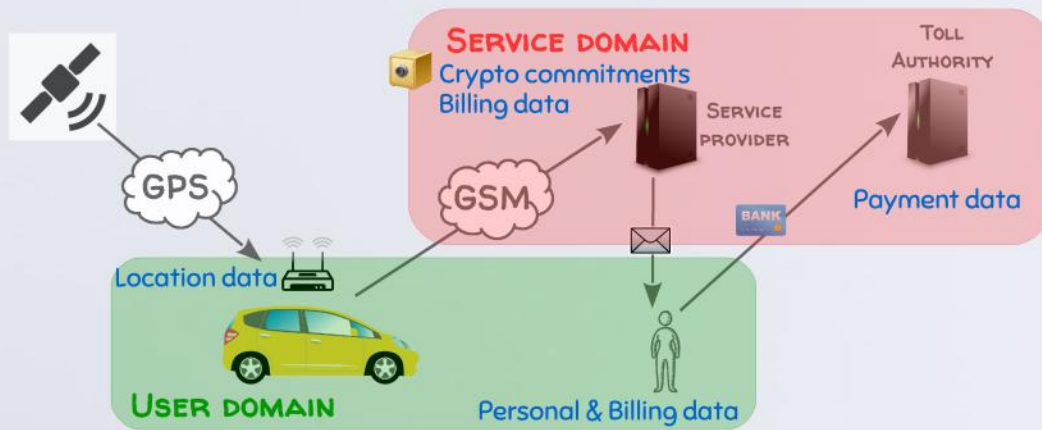 SERVICE DOMAIN
Crypto commitments
Billing data
TOLL
AUTHORITY
SERVICE
PROVIDER
GPS
GSM
BANK
Payment data
Location data
USER DOMAIN
Personal & Billing data